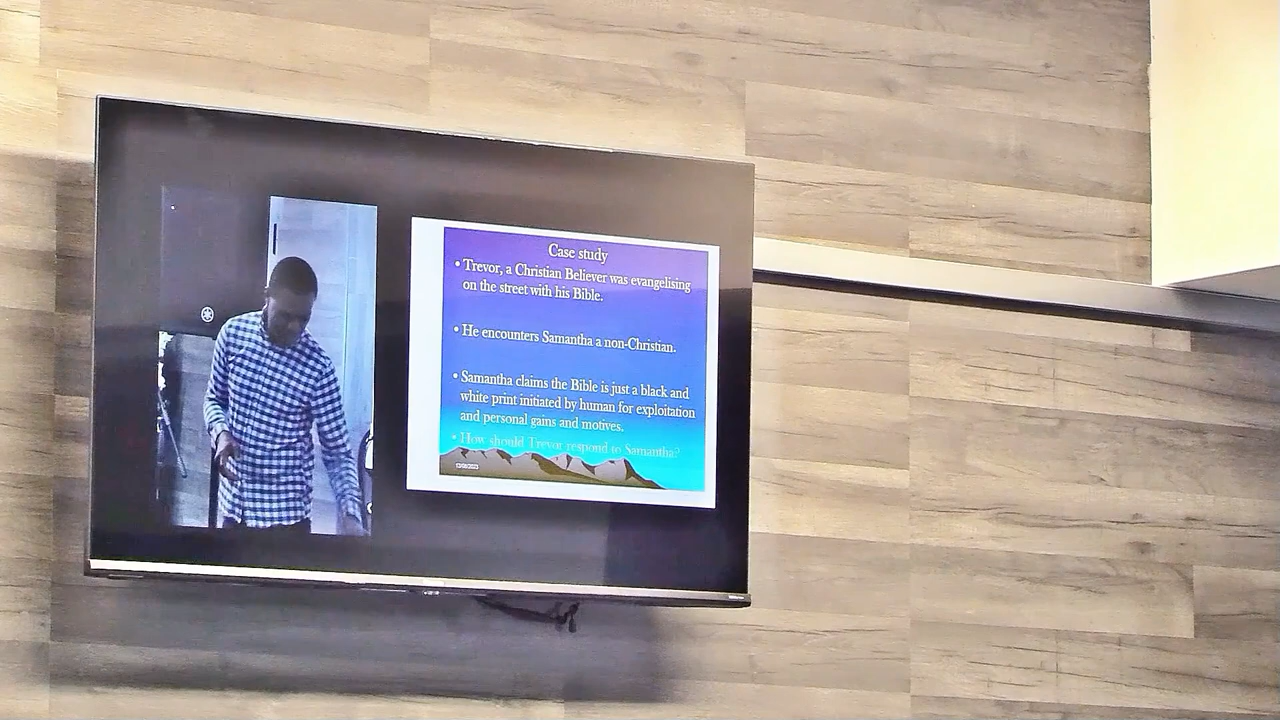 Case study
• Trevor, a Christian Believer was evangelising
on the street with his Bible.
• He encounters Samantha a non-Christian.
• Samantha claims the Bible is just a black and
white print initiated by human for exploitation
and personal gains and motives.
• How should Trevor respond to Samantha?